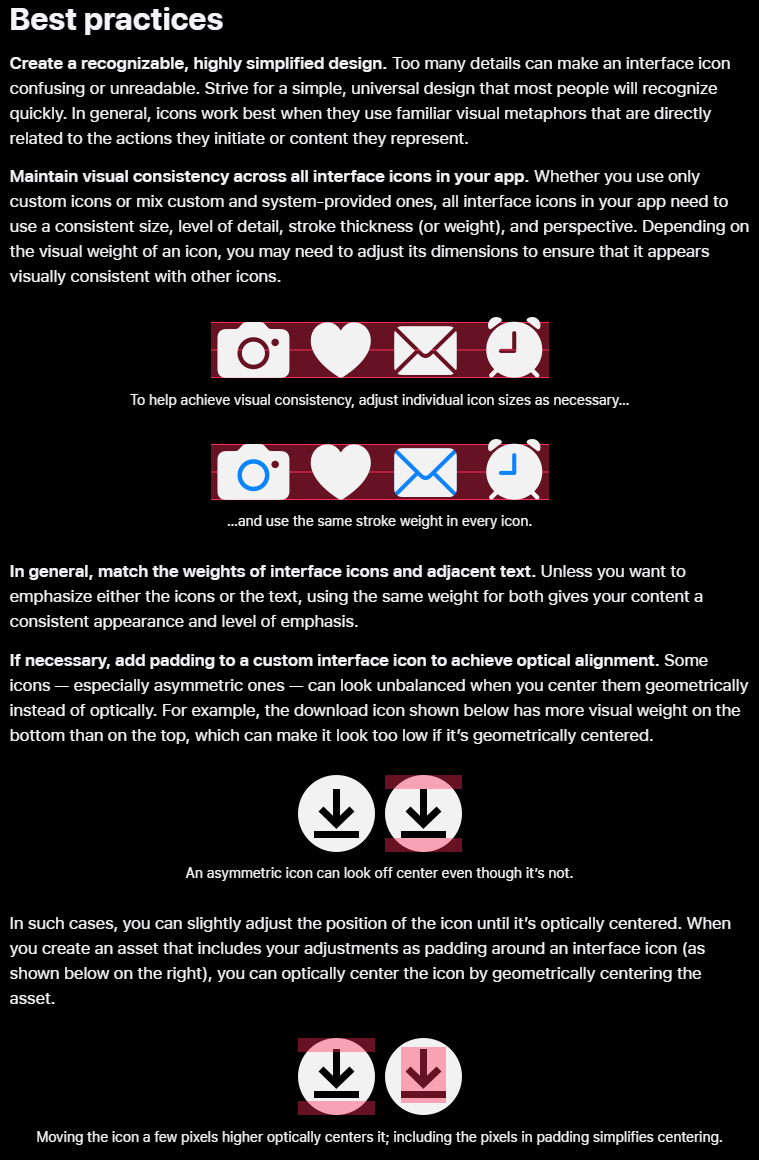 Best practices
Create a recognizable, highly simplified design. Too many details can make an interface icon
confusing or unreadable. Strive for a simple, universal design that most people will recognize
quickly. In general, icons work best when they use familiar visual metaphors that are directly
related to the actions they initiate or content they represent.
Maintain visual consistency across all interface icons in your app. Whether you use only
custom icons or mix custom and system-provided ones, all interface icons in your app need to
use a consistent size, level of detail, stroke thickness (or weight), and perspective. Depending on
the visual weight of an icon, you may need to adjust its dimensions to ensure that it appears
visually consistent with other icons.
To help achieve visual consistency, adjust individual icon sizes as necessary...
...and use the same stroke weight in every icon.
In general, match the weights of interface icons and adjacent text. Unless you want to
emphasize either the icons or the text, using the same weight for both gives your content a
consistent appearance and level of emphasis.
If necessary, add padding to a custom interface icon to achieve optical alignment. Some
icons — especially asymmetric ones — can look unbalanced when you center them geometrically
instead of optically. For example, the download icon shown below has more visual weight on the
bottom than on the top, which can make it look too low if it’s geometrically centered.
An asymmetric icon can look off center even though it’s not.
In such cases, you can slightly adjust the position of the icon until it’s optically centered. When
you create an asset that includes your adjustments as padding around an interface icon (as
shown below on the right), you can optically center the icon by geometrically centering the
asset.
Moving the icon a few pixels higher optically centers it; including the pixels in padding simplifies centering.